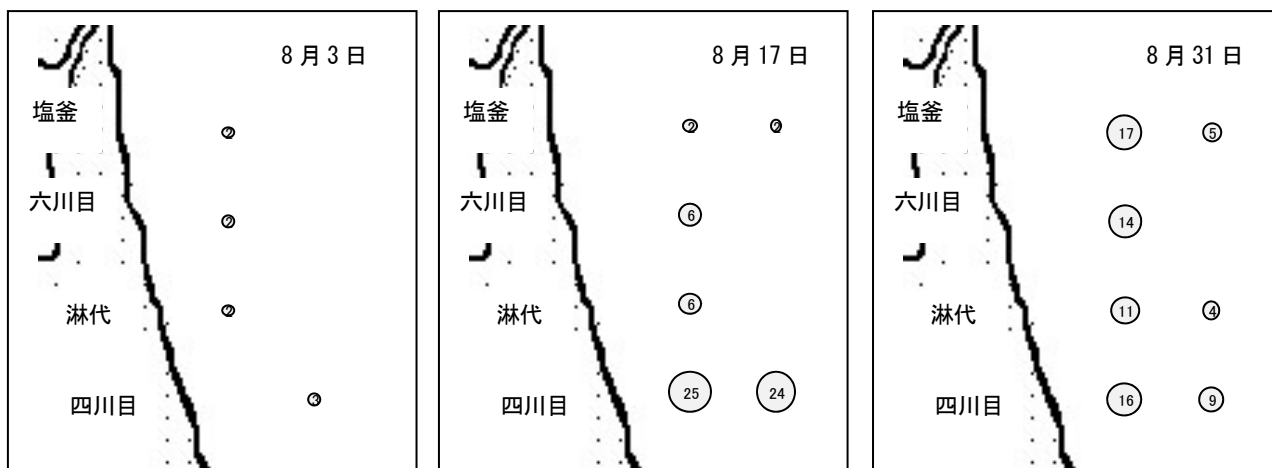 8月3日
塩釜
2
六川目
2
淋代
2
四川目
3
8月17日
塩釜
2 2
六川目
6
淋代
6
四川目
25 24
8月31日
塩釜
17 5
六川目
14
淋代
11 4
四川目
16 9